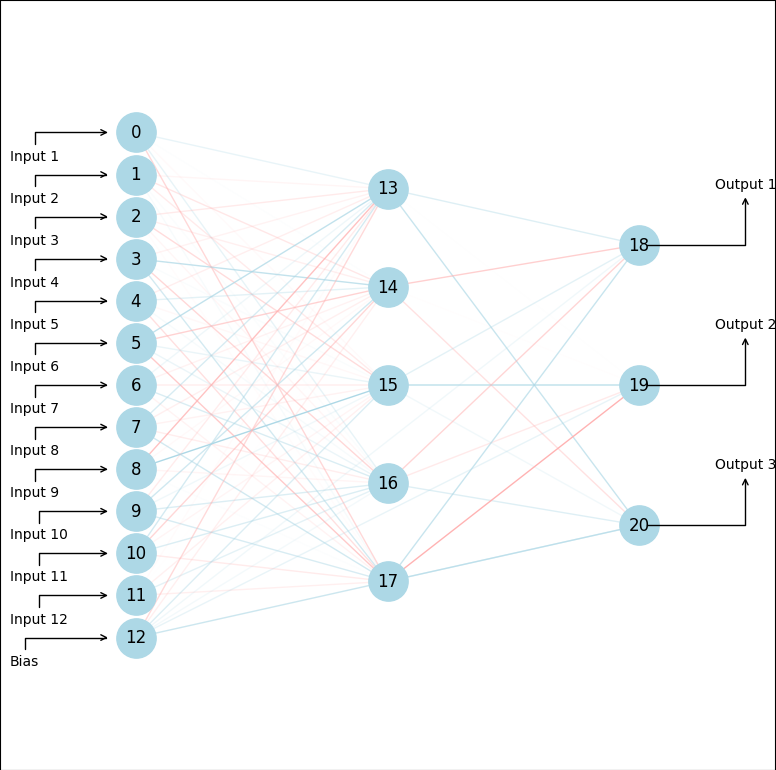 0
Input 1
1
Input 2
2
Input 3
3
Input 4
4
Input 5
5
Input 6
6
Input 7
7
Input 8
8
Input 9
9
Input 10
10
Input 11
11
Input 12
12
Bias
13
14
15
16
17
Output 1
18
Output 2
19
Output 3
20